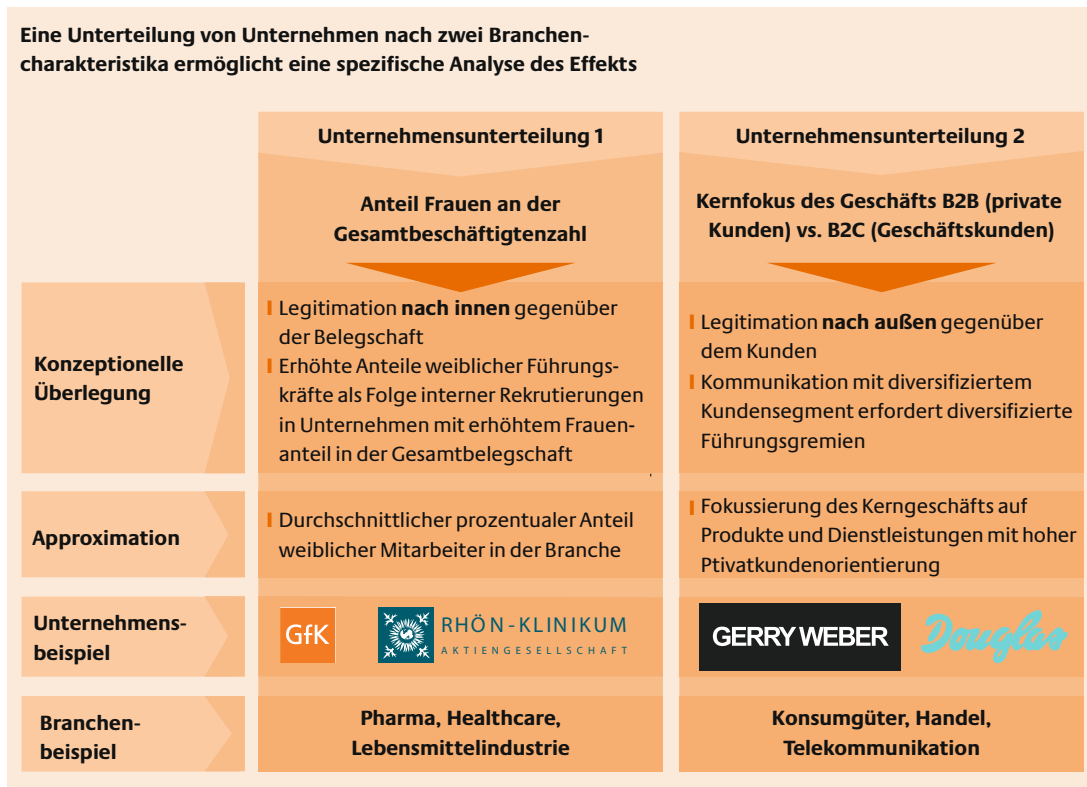 Eine Unterteilung von Unternehmen nach zwei Branchen-
charakteristika ermöglicht eine spezifische Analyse des Effekts
Unternehmensunterteilung 1
Unternehmensunterteilung 2
Anteil Frauen an der
Gesamtbeschäftigtenzahl
Kernfokus des Geschäfts B2B (private
Kunden) vs. B2C (Geschäftskunden)
Konzeptionelle
Überlegung
Legitimation nach innen gegenüber
der Belegschaft
Erhöhte Anteile weiblicher Führungs-
kräfte als Folge interner Rekrutierungen
in Unternehmen mit erhöhtem Frauen-
anteil in der Gesamtbelegschaft
Legitimation nach außen gegenüber
dem Kunden
Kommunikation mit diversifiziertem
Kundensegment erfordert diversifizierte
Führungsgremien
Approximation
Durchschnittlicher prozentualer Anteil
weiblicher Mitarbeiter in der Branche
Fokussierung des Kerngeschäfts auf
Produkte und Dienstleistungen mit hoher
Ptivatkundenorientierung
Unternehmens-
beispiel
GfK
RHÖN-KLINIKUM
AKTIENGESELLSCHAFT
GERRY WEBER
Douglas
Branchen-
beispiel
Pharma, Healthcare,
Lebensmittelindustrie
Konsumgüter, Handel,
Telekommunikation